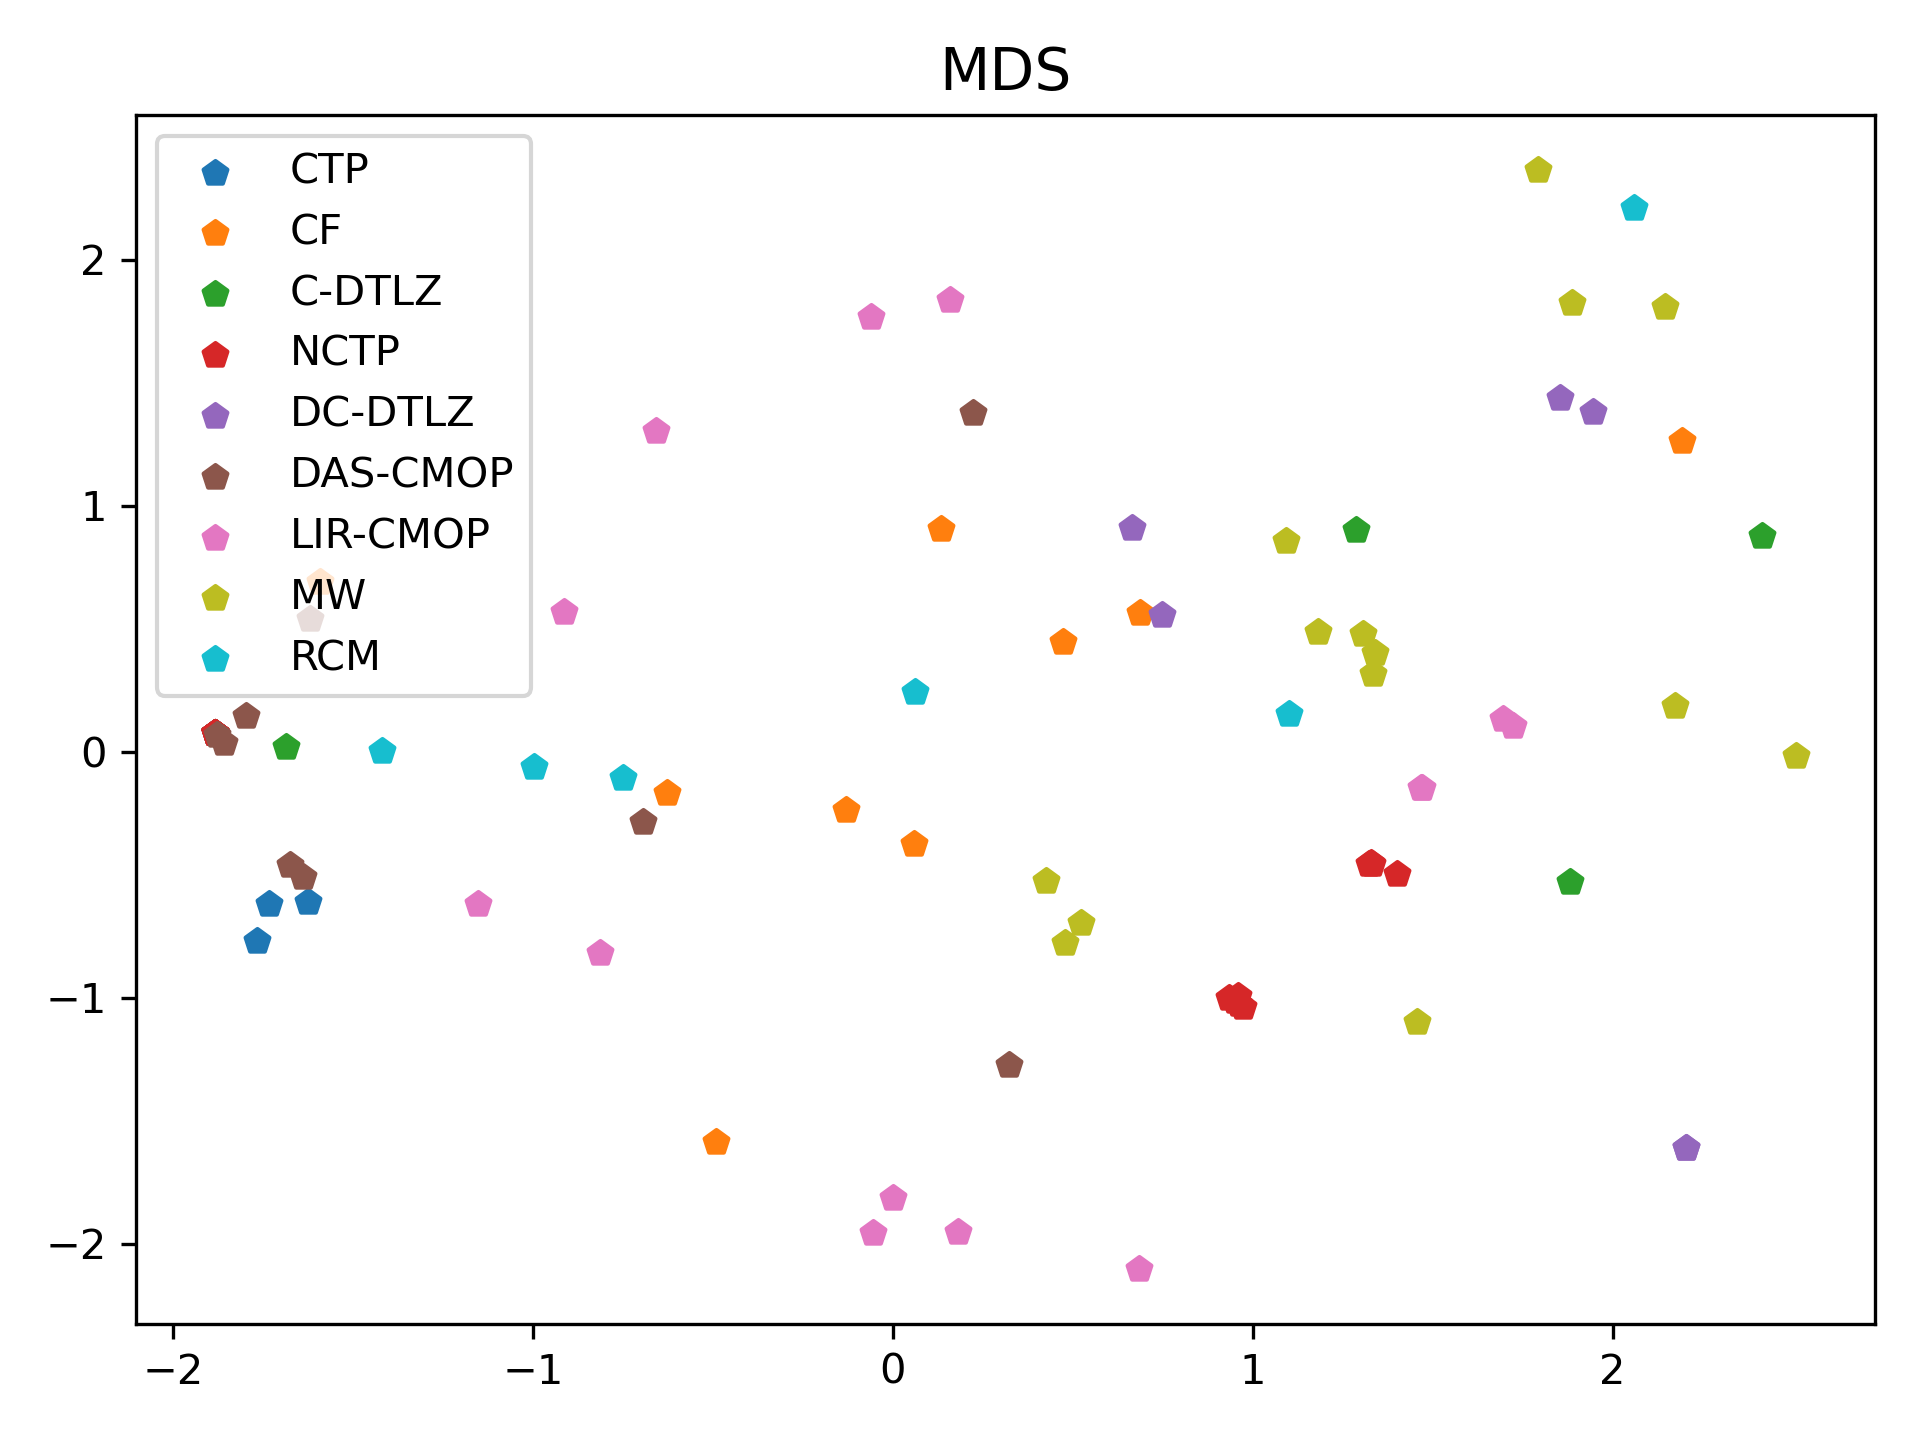 MDS
CTP
CF
C-DTLZ
NCTP
DC-DTLZ
DAS-CMOP
LIR-CMOP
MW
RCM
2
1
0
−1
−2
−2 −1 0 1 2